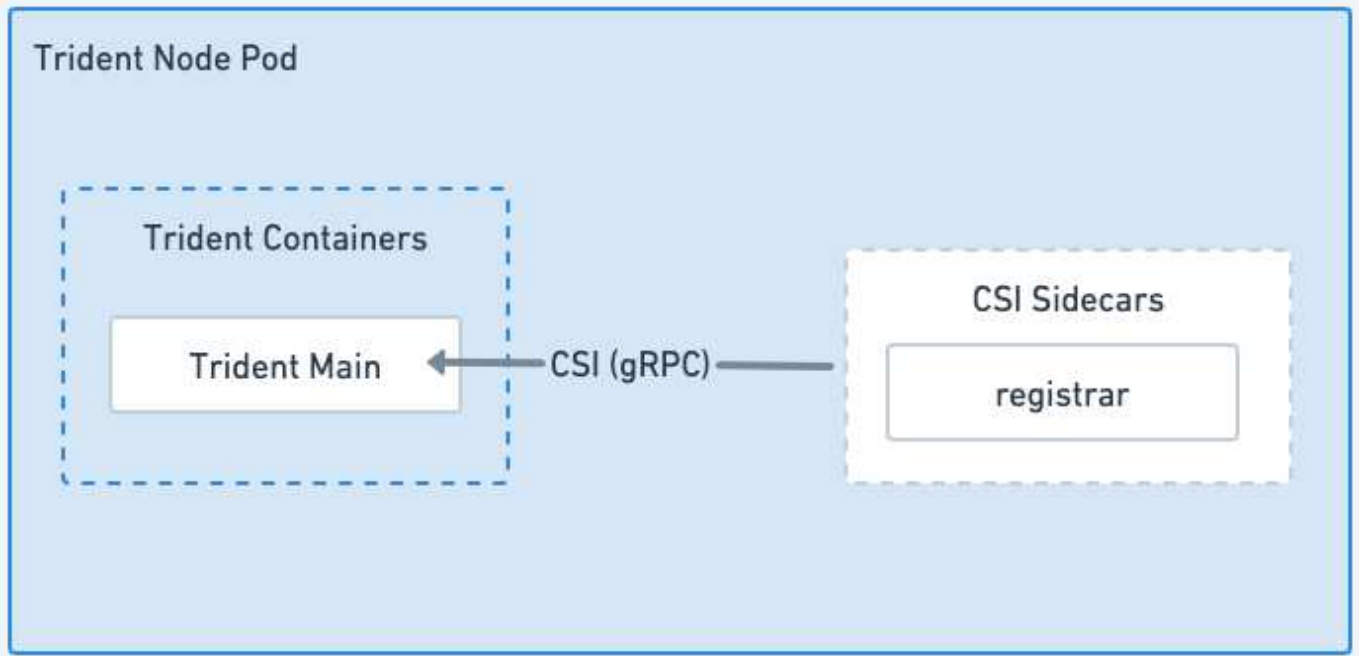 Trident Node Pod
Trident Containers
Trident Main
CSI (gRPC)
CSI Sidecars
registrar